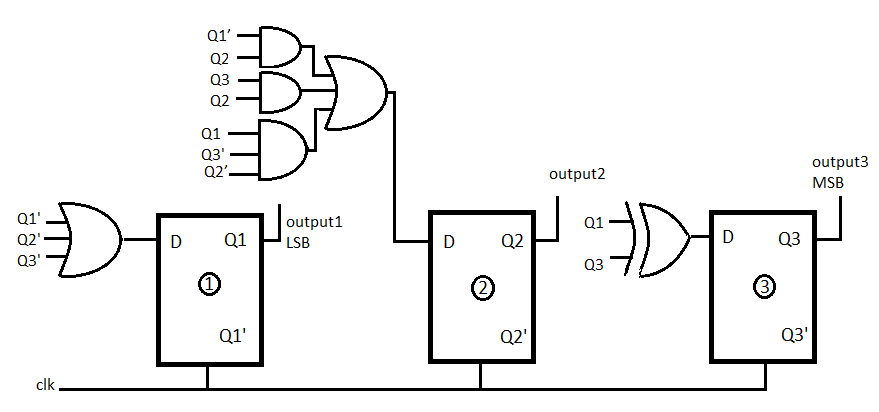 Q1’
Q2
Q3
Q2
Q1
Q3'
Q2’
output3
MSB
output2
Q1'
Q2'
Q3'
output1
LSB
Q1
Q3
D Q1
1
Q1'
D Q2
2
Q2'
D Q3
3
Q3'
clk